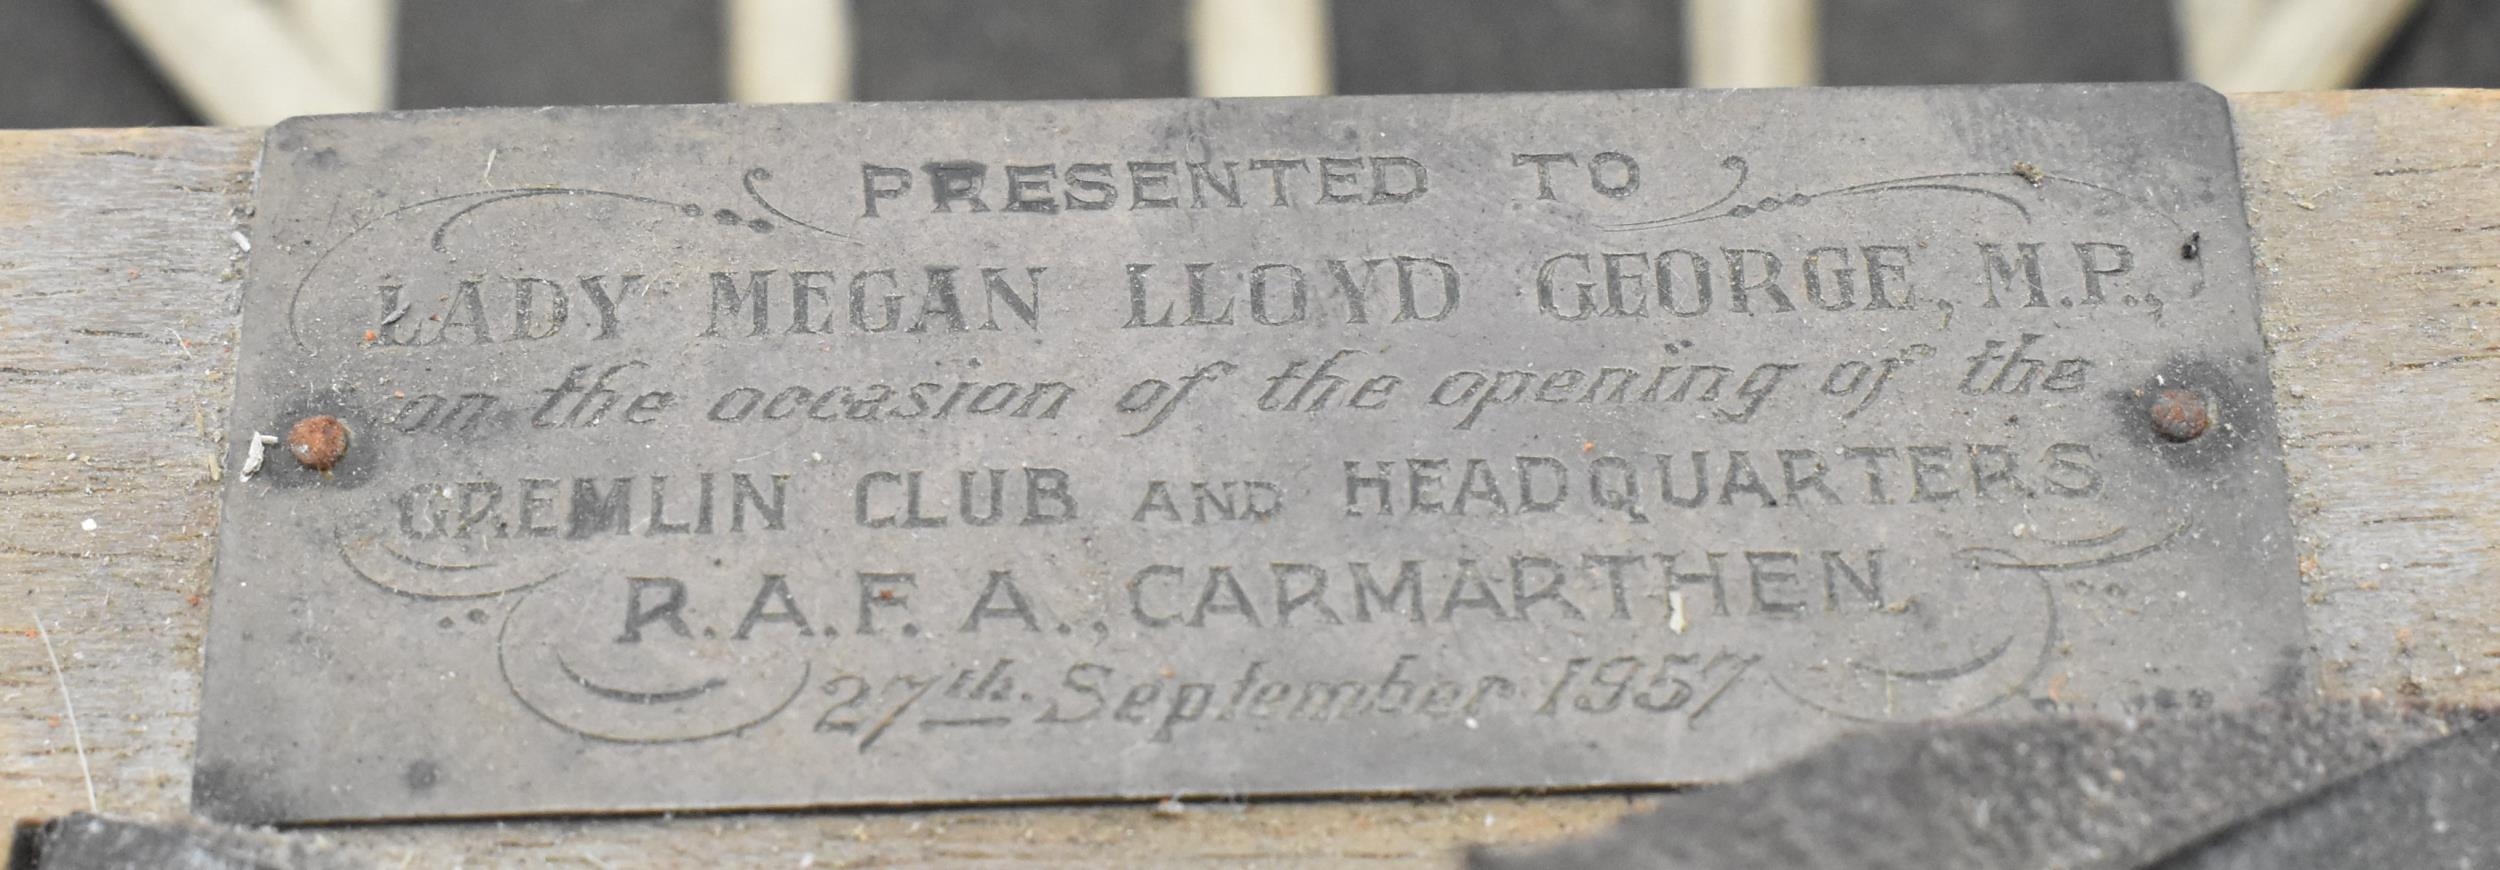 PRESENTED TO
LADY MEGAN LLOYD GEORGE, M.P.,
on the occasion of the opening of the
GREMLIN CLUB AND HEADQUARTERS
R.A.F.A., CARMARTHEN.
27th. September 1957